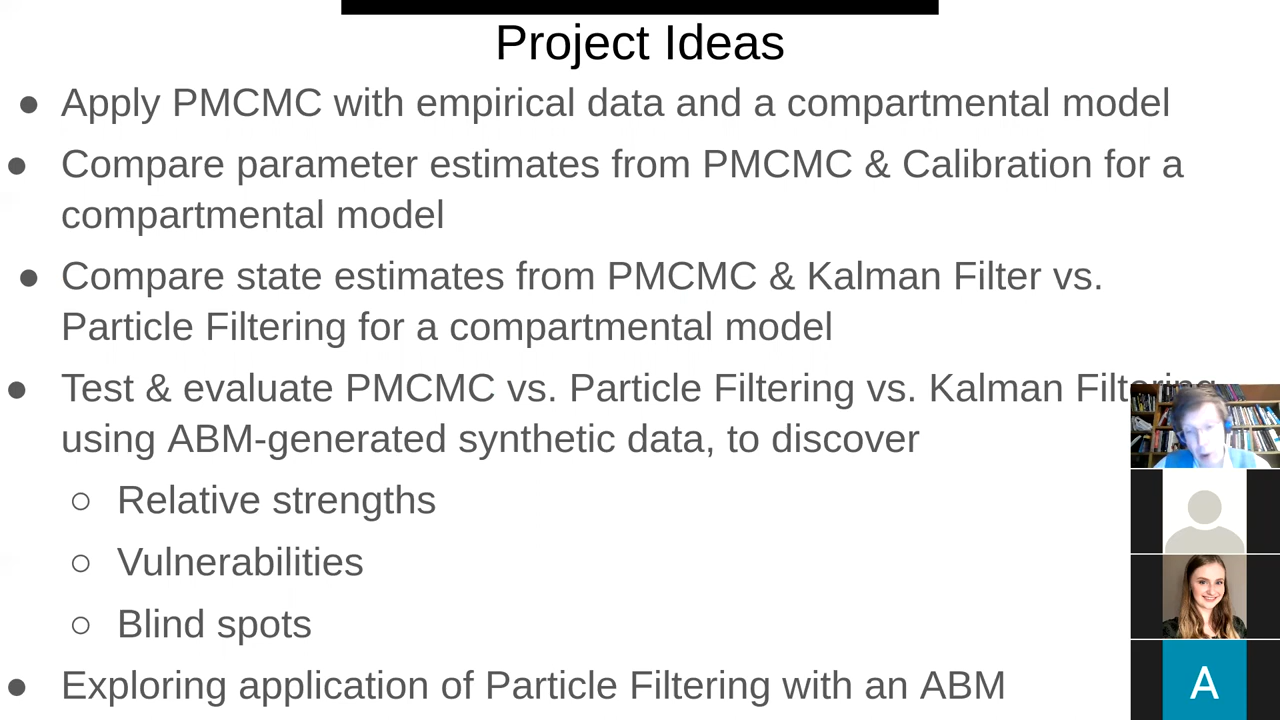 Project Ideas
● Apply PMCMC with empirical data and a compartmental model
● Compare parameter estimates from PMCMC & Calibration for a
compartmental model
● Compare state estimates from PMCMC & Kalman Filter vs.
Particle Filtering for a compartmental model
● Test & evaluate PMCMC vs. Particle Filtering vs. Kalman Filtering
using ABM-generated synthetic data, to discover
○ Relative strengths
○ Vulnerabilities
○ Blind spots
● Exploring application of Particle Filtering with an ABM
A